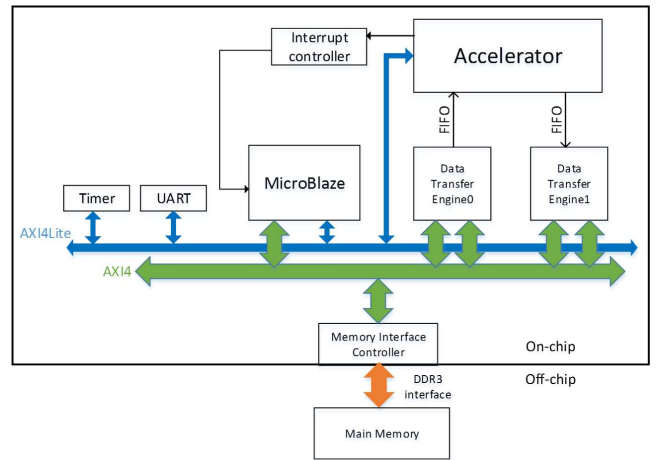 Interrupt
controller
Accelerator
FIFO
FIFO
MicroBlaze
Data
Transfer
Engine0
Data
Transfer
Engine1
Timer
UART
AXI4Lite
AXI4
Memory Interface
Controller
On-chip
DDR3
interface
Off-chip
Main Memory